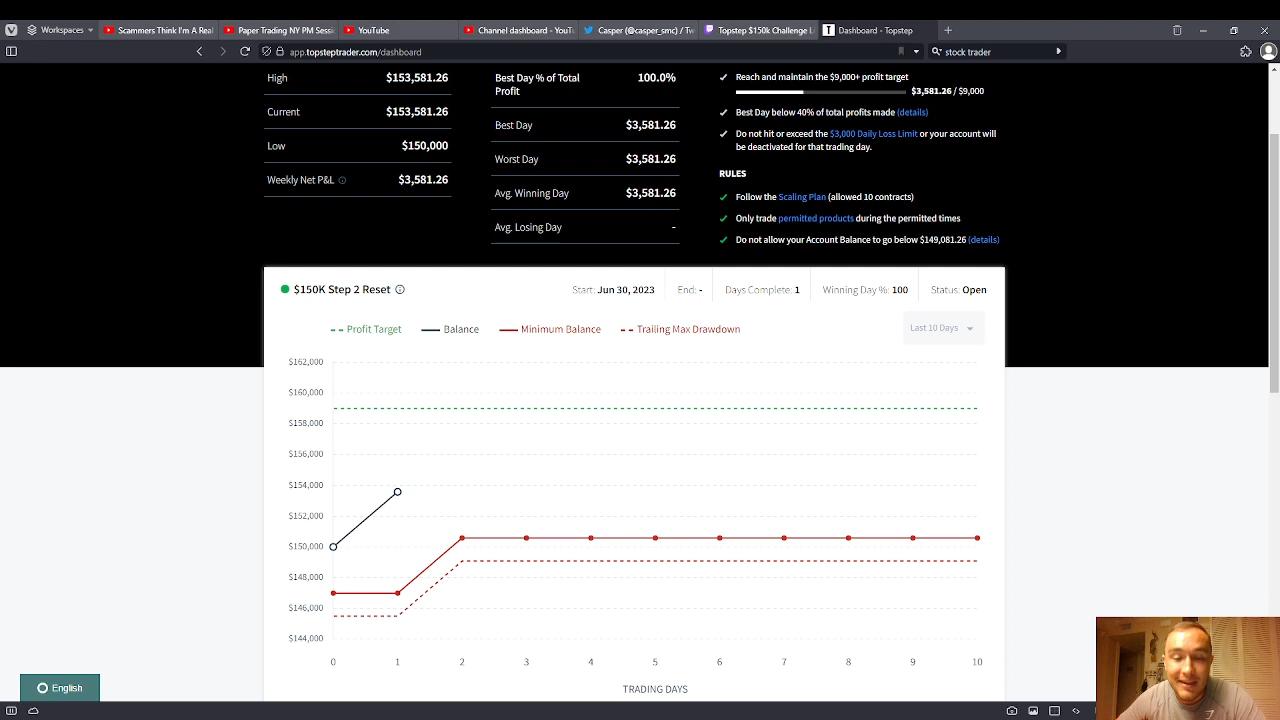 Workspaces
Scammers Think I'm A Real
Paper Trading NY PM Sessi
YouTube
Channel dashboard - YouTu
Casper (@casper_smc) / Tw
Topstep $150k Challenge L
T Dashboard - Topstep
app.topsteptrader.com/dashboard
stock trader
High $153,581.26
Current $153,581.26
Low $150,000
Weekly Net P&L $3,581.26
Best Day % of Total Profit 100.0%
Best Day $3,581.26
Worst Day $3,581.26
Avg. Winning Day $3,581.26
Avg. Losing Day -
Reach and maintain the $9,000+ profit target
$3,581.26 / $9,000
Best Day below 40% of total profits made (details)
Do not hit or exceed the $3,000 Daily Loss Limit or your account will
be deactivated for that trading day.
RULES
Follow the Scaling Plan (allowed 10 contracts)
Only trade permitted products during the permitted times
Do not allow your Account Balance to go below $149,081.26 (details)
$150K Step 2 Reset
Start: Jun 30, 2023
End: -
Days Complete: 1
Winning Day %: 100
Status: Open
Profit Target
Balance
Minimum Balance
Trailing Max Drawdown
Last 10 Days
$162,000
$160,000
$158,000
$156,000
$154,000
$152,000
$150,000
$148,000
$146,000
$144,000
0 1 2 3 4 5 6 7 8 9 10
TRADING DAYS
English